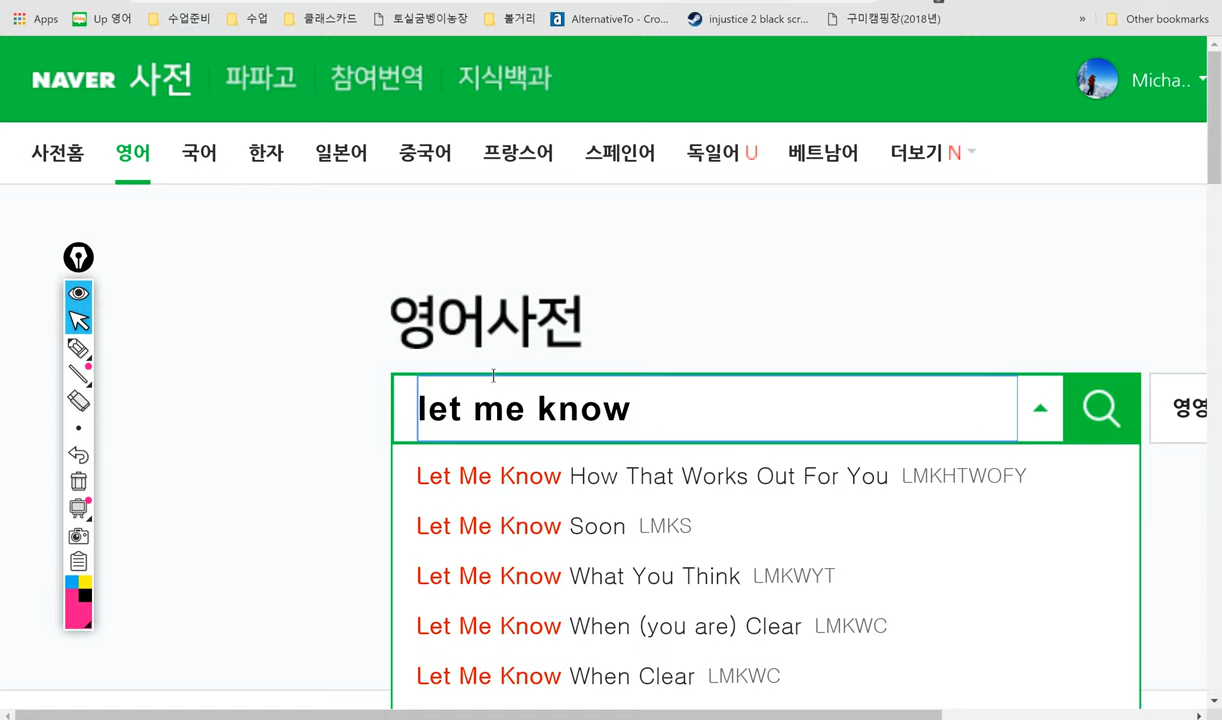 Apps Up 영어 수업준비 수업 클래스카드 토실굼벵이농장 볼거리 AlternativeTo - Cro... injustice 2 black scr... 구미캠핑장(2018년) » Other bookmarks
NAVER 사전 파파고 참여번역 지식백과 Micha..
사전홈 영어 국어 한자 일본어 중국어 프랑스어 스페인어 독일어 U 베트남어 더보기 N
영어사전
let me know 영영
Let Me Know How That Works Out For You LMKHTWOFY
Let Me Know Soon LMKS
Let Me Know What You Think LMKWYT
Let Me Know When (you are) Clear LMKWC
Let Me Know When Clear LMKWC